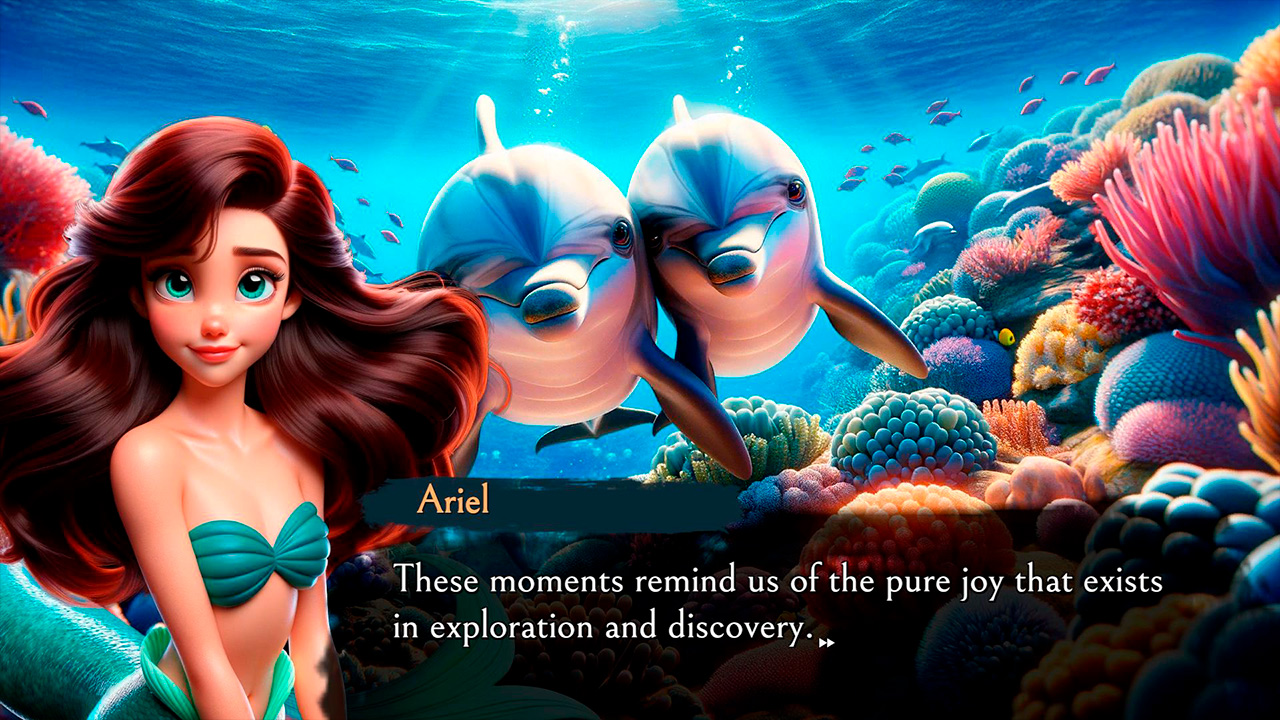 Ariel
These moments remind us of the pure joy that exists
in exploration and discovery.